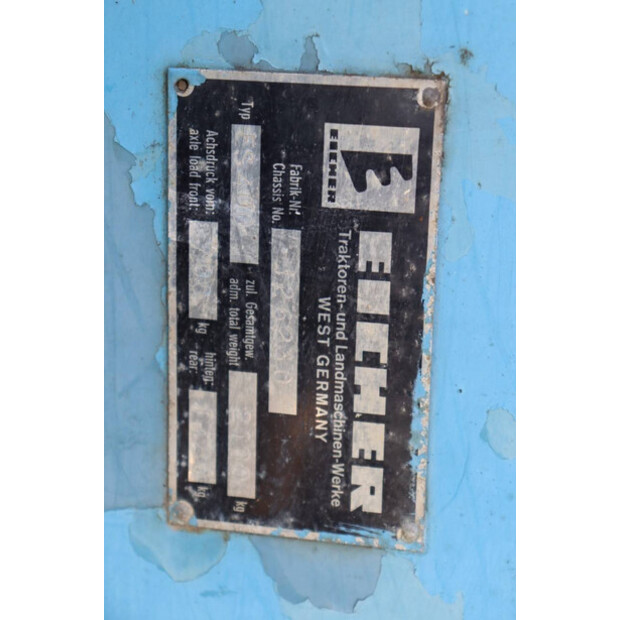 EICHER
EICHER
Traktoren- und Landmaschinen-Werke
WEST GERMANY
Fabrik-Nr.
Chassis No.
Typ
zul. Gesamtgew.
adm. total weight
kg
Achsdruck vorn:
axle load front:
kg
hinten:
rear:
kg